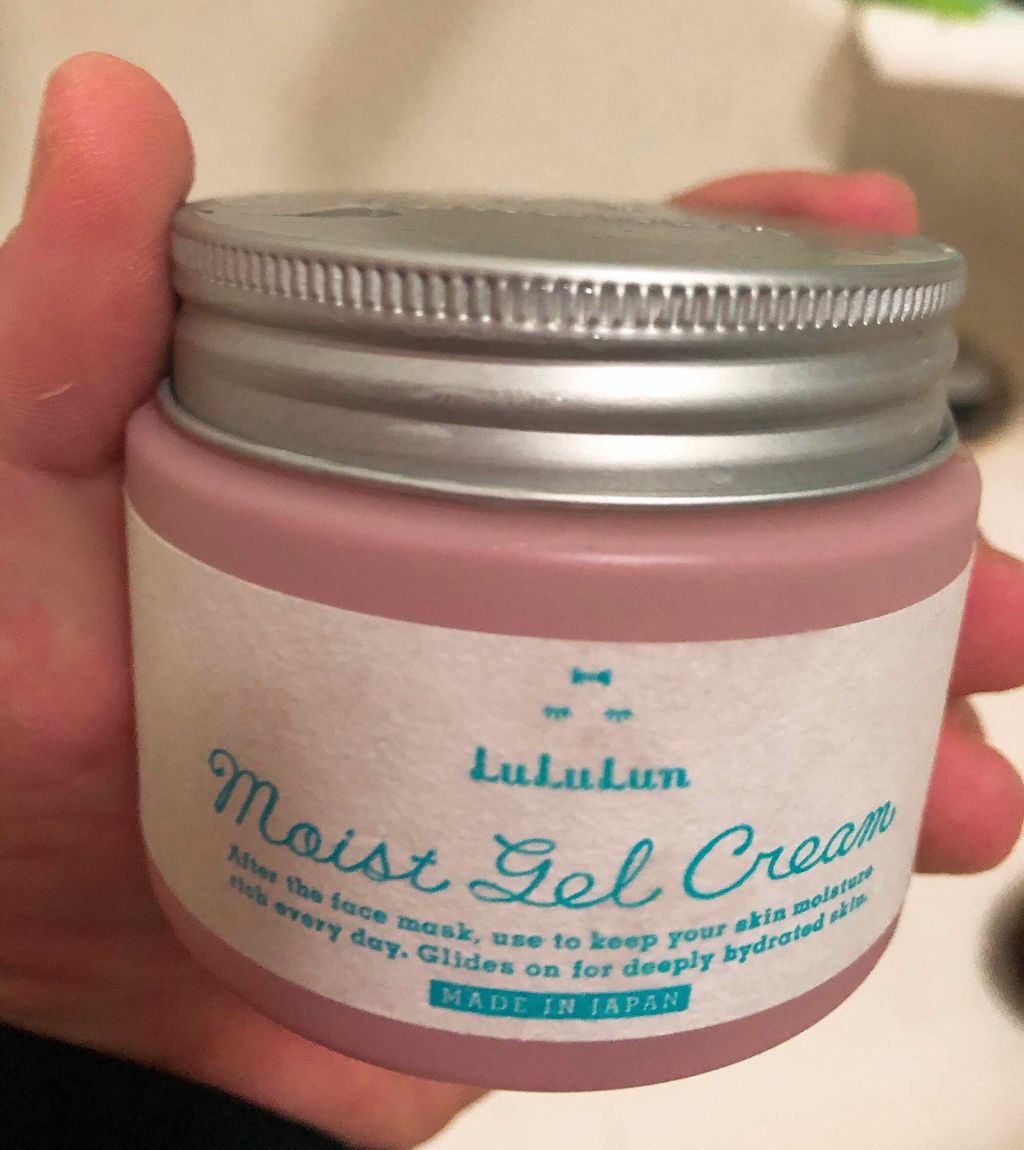 LuLuLun
Moist Gel Cream
After the face mask, use to keep your skin moisture
rich every day. Glides on for deeply hydrated skin.
MADE IN JAPAN